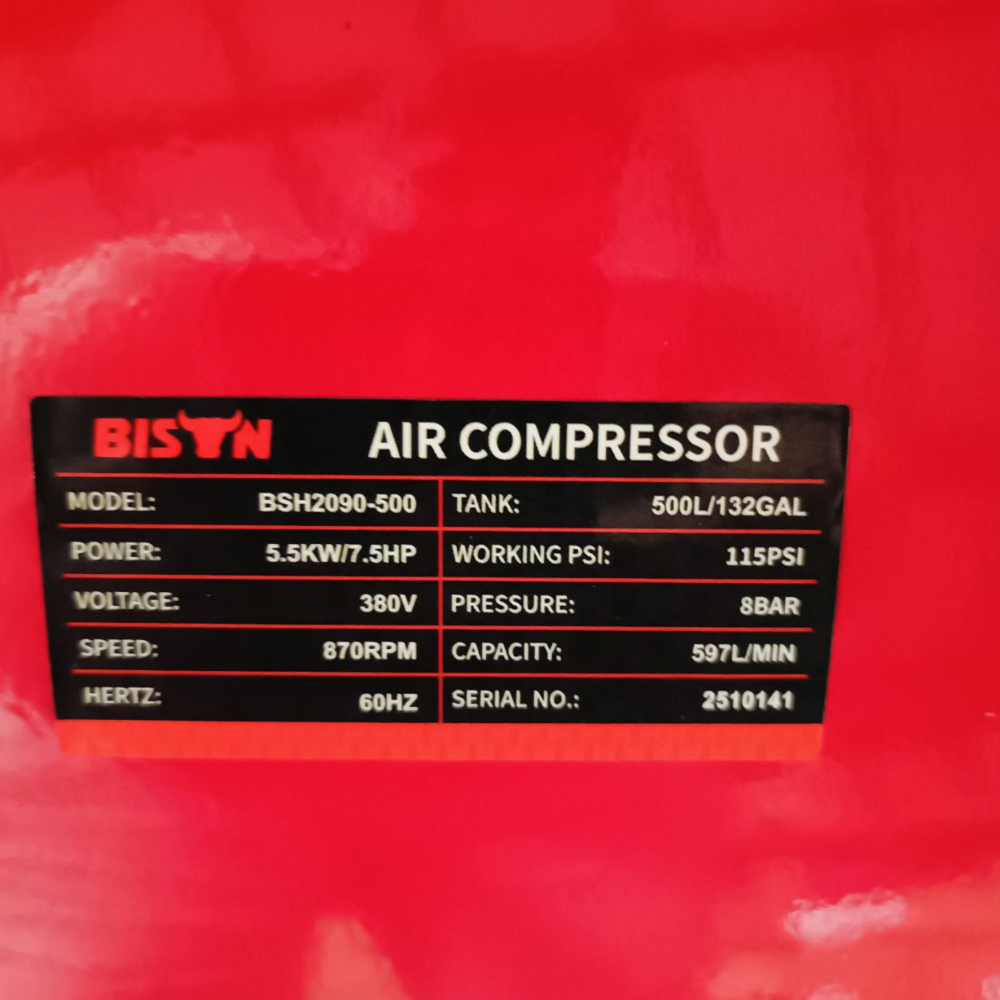 BISON AIR COMPRESSOR
MODEL: BSH2090-500 TANK: 500L/132GAL
POWER: 5.5KW/7.5HP WORKING PSI: 115PSI
VOLTAGE: 380V PRESSURE: 8BAR
SPEED: 870RPM CAPACITY: 597L/MIN
HERTZ: 60HZ SERIAL NO.: 2510141